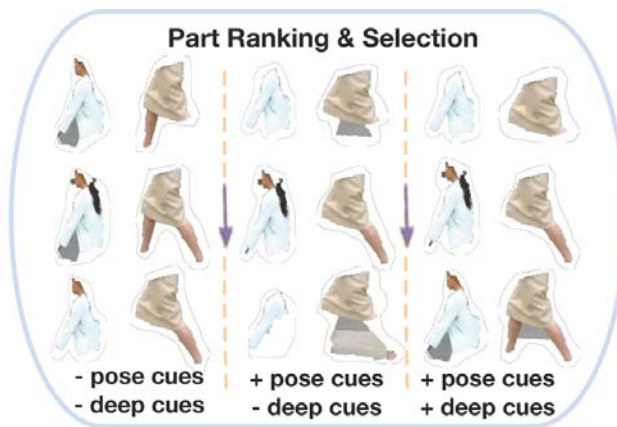 Part Ranking & Selection
- pose cues + pose cues + pose cues
- deep cues - deep cues + deep cues